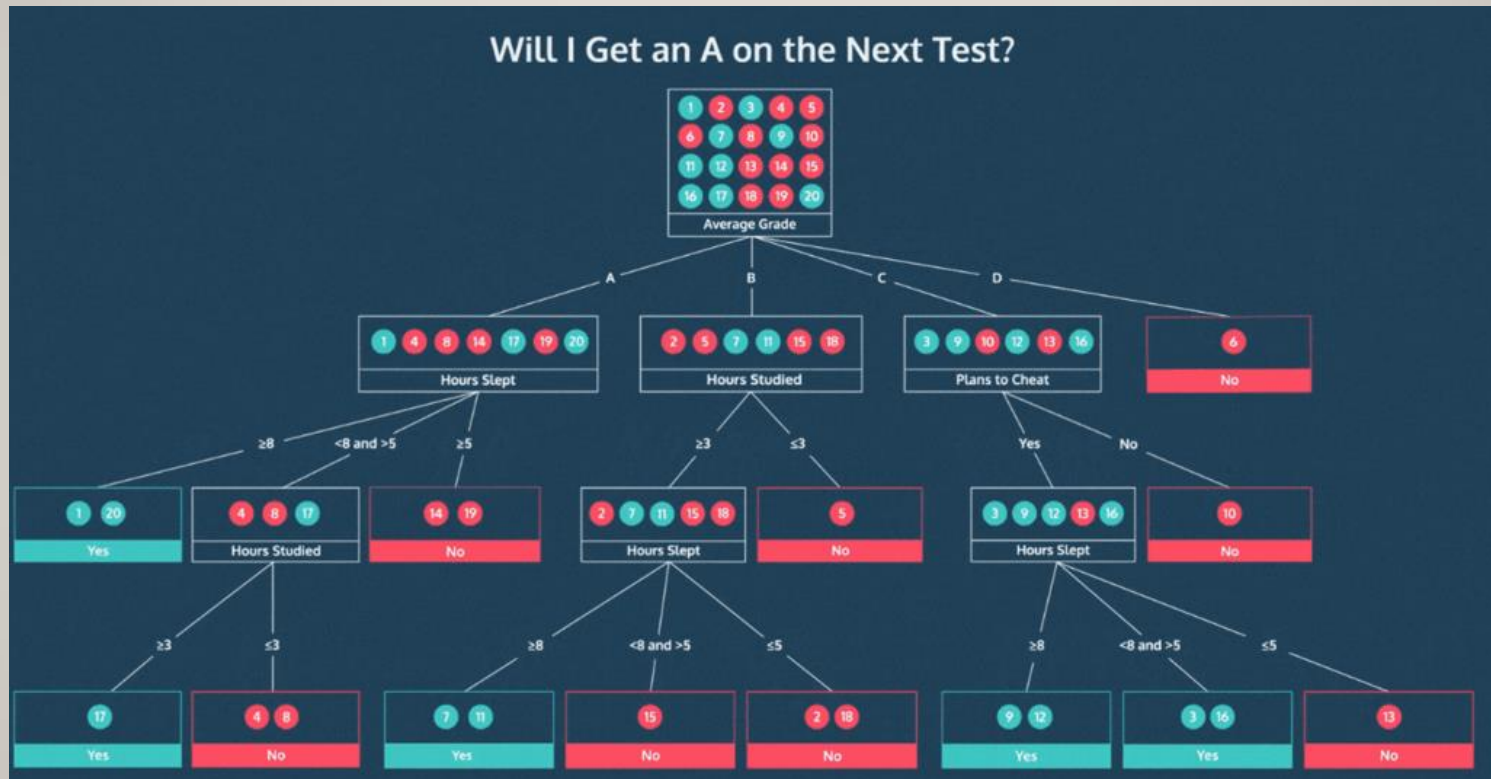 Will I Get an A on the Next Test?
1 2 3 4 5
6 7 8 9 10
11 12 13 14 15
16 17 18 19 20
Average Grade
A B C D
1 4 8 14 17 19 20
Hours Slept
2 5 7 11 15 18
Hours Studied
3 9 10 12 13 16
Plans to Cheat
6
No
≥8 <8 and >5 ≥5
≥3 ≤3
Yes No
1 20
Yes
4 8 17
Hours Studied
14 19
No
2 7 11 15 18
Hours Slept
5
No
3 9 12 13 16
Hours Slept
10
No
≥3 ≤3
≥8 <8 and >5 ≤5
≥8 <8 and >5 ≤5
17
Yes
4 8
No
7 11
Yes
15
No
2 18
No
9 12
Yes
3 16
Yes
13
No